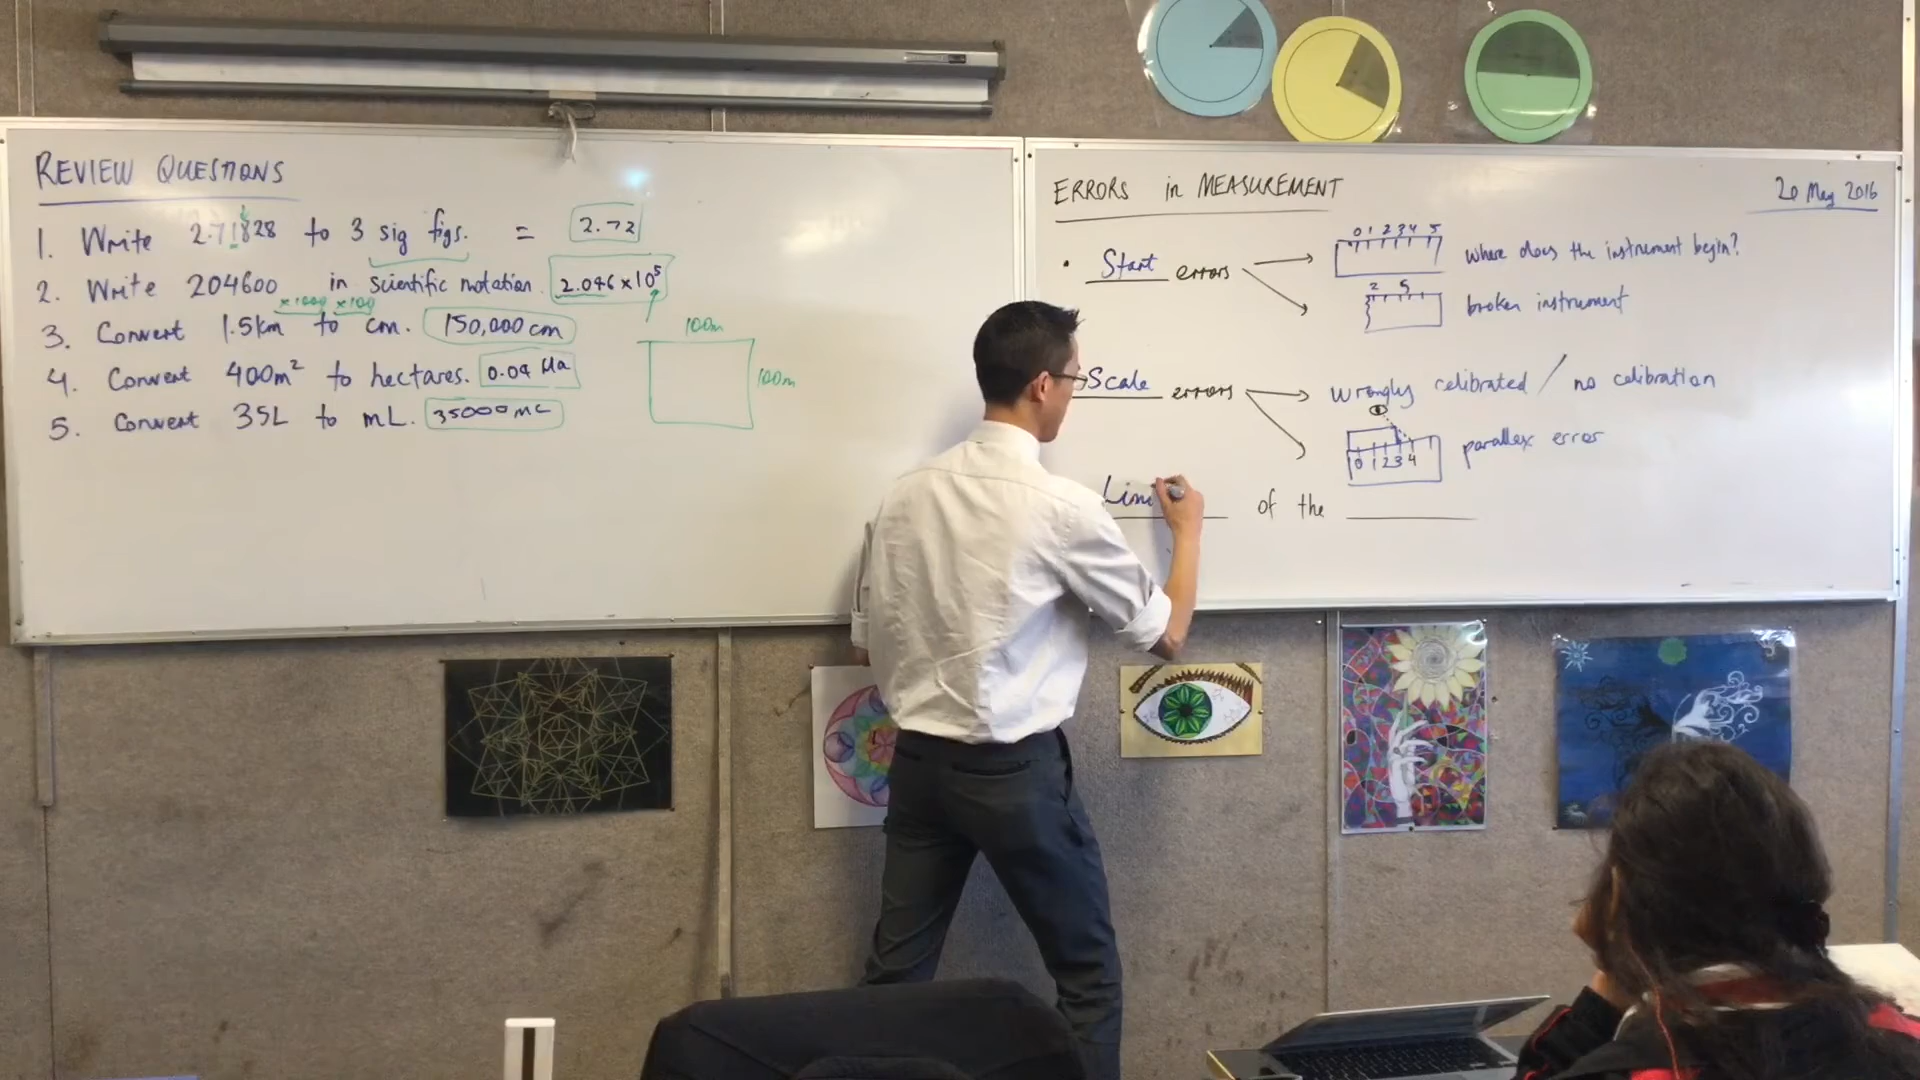 REVIEW QUESTIONS
1. Write 2.71828 to 3 sig figs. = 2.72
2. Write 204600 in scientific notation. 2.046 × 10⁵
×1000 ×100
3. Convert 1.5km to cm. 150,000 cm
4. Convert 400m² to hectares. 0.04 Ha
5. Convert 35L to mL. 35000 mL
100m
100m
ERRORS in MEASUREMENT
20 May 2016
• Start errors
0 1 2 3 4 5
where does the instrument begin?
2 5
broken instrument
Scale errors
wrongly celibrated / no calibration
0 1 2 3 4
parallex error
Limi
of the